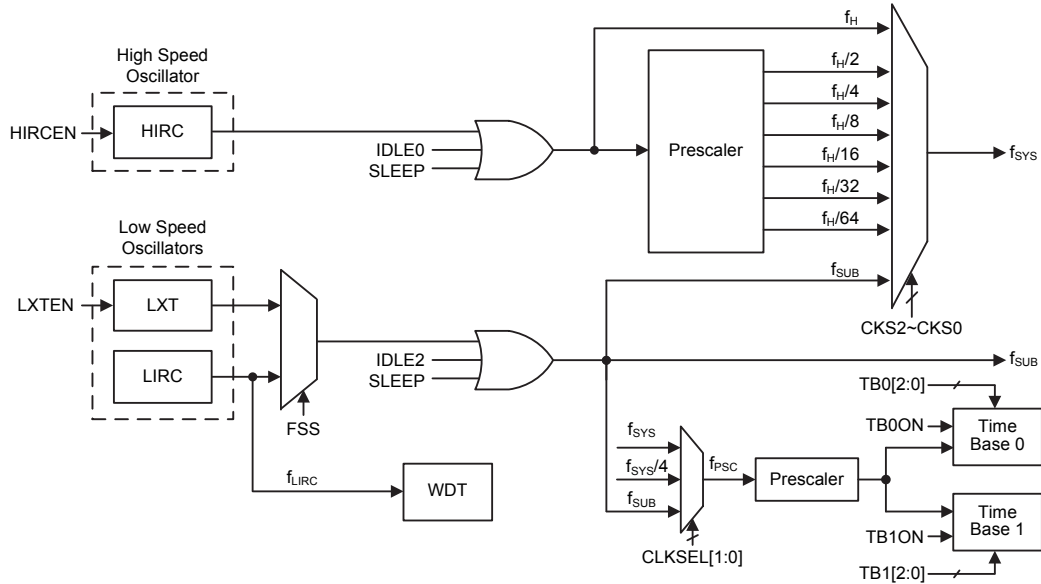 High Speed
Oscillator
HIRCEN
HIRC
IDLE0
SLEEP
Prescaler
fH
fH/2
fH/4
fH/8
fH/16
fH/32
fH/64
fSUB
fSYS
CKS2~CKS0
Low Speed
Oscillators
LXTEN
LXT
LIRC
FSS
IDLE2
SLEEP
fSUB
fLIRC
WDT
fSYS
fSYS/4
fSUB
CLKSEL[1:0]
fPSC
Prescaler
TB0[2:0]
TB0ON
Time
Base 0
Time
Base 1
TB1ON
TB1[2:0]